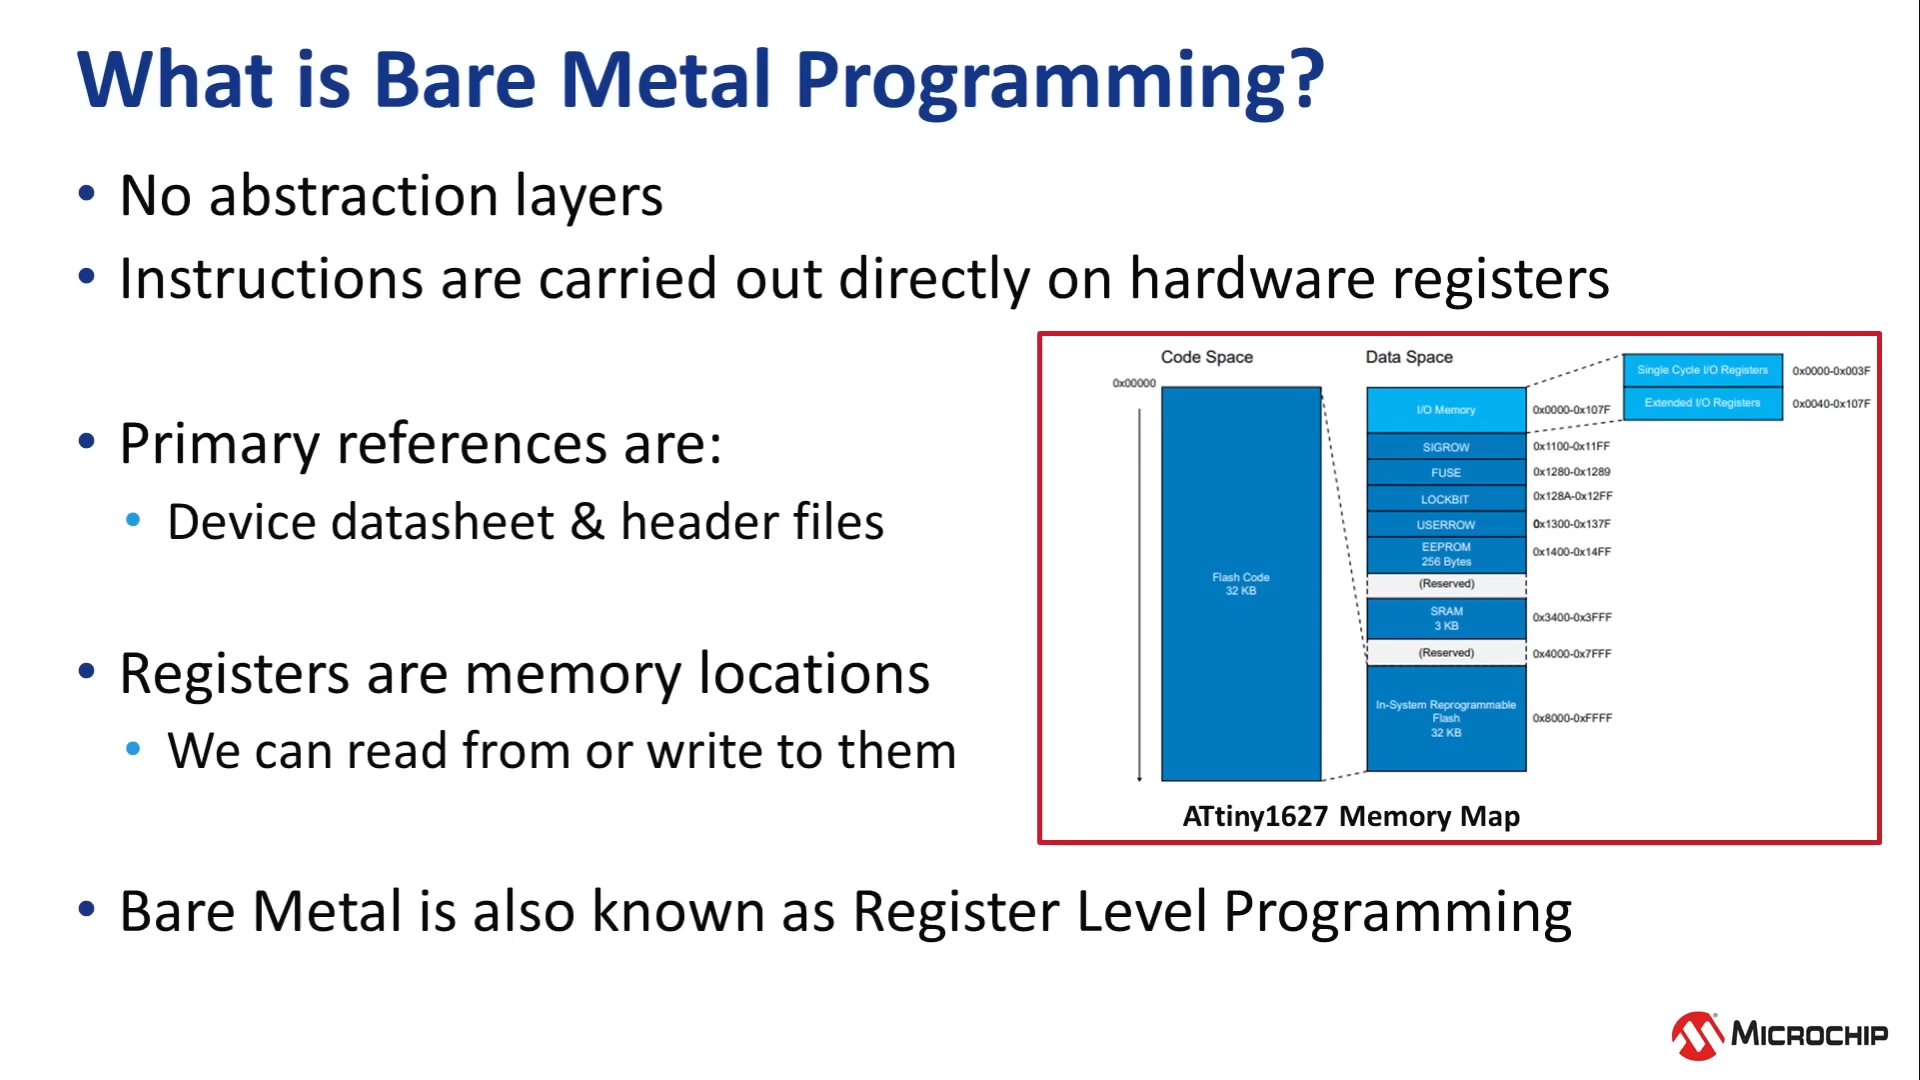 What is Bare Metal Programming?
• No abstraction layers
• Instructions are carried out directly on hardware registers
• Primary references are:
• Device datasheet & header files
• Registers are memory locations
• We can read from or write to them
Code Space
Data Space
0x00000
Flash Code
32 KB
I/O Memory
0x0000-0x107F
Single Cycle I/O Registers
0x0000-0x003F
Extended I/O Registers
0x0040-0x107F
SIGROW
0x1100-0x11FF
FUSE
0x1280-0x1289
LOCKBIT
0x128A-0x12FF
USERROW
0x1300-0x137F
EEPROM
256 Bytes
0x1400-0x14FF
(Reserved)
SRAM
3 KB
0x3400-0x3FFF
(Reserved)
0x4000-0x7FFF
In-System Reprogrammable
Flash
32 KB
0x8000-0xFFFF
ATtiny1627 Memory Map
• Bare Metal is also known as Register Level Programming
MICROCHIP